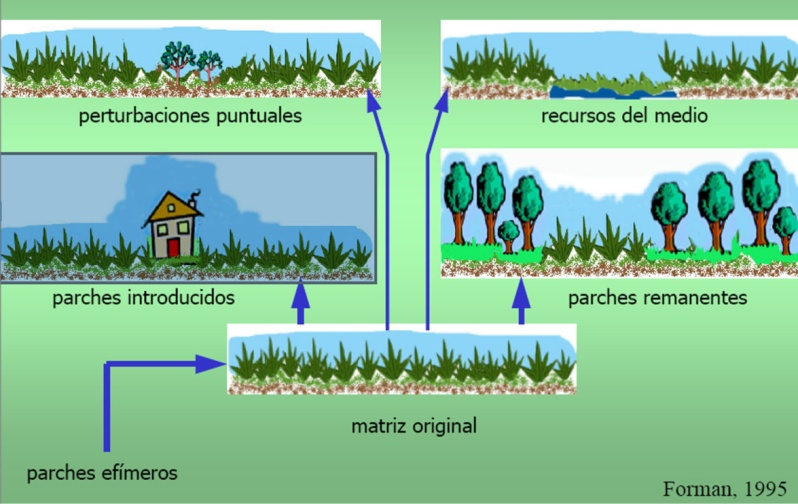 perturbaciones puntuales
recursos del medio
parches introducidos
parches remanentes
matriz original
parches efímeros
Forman, 1995